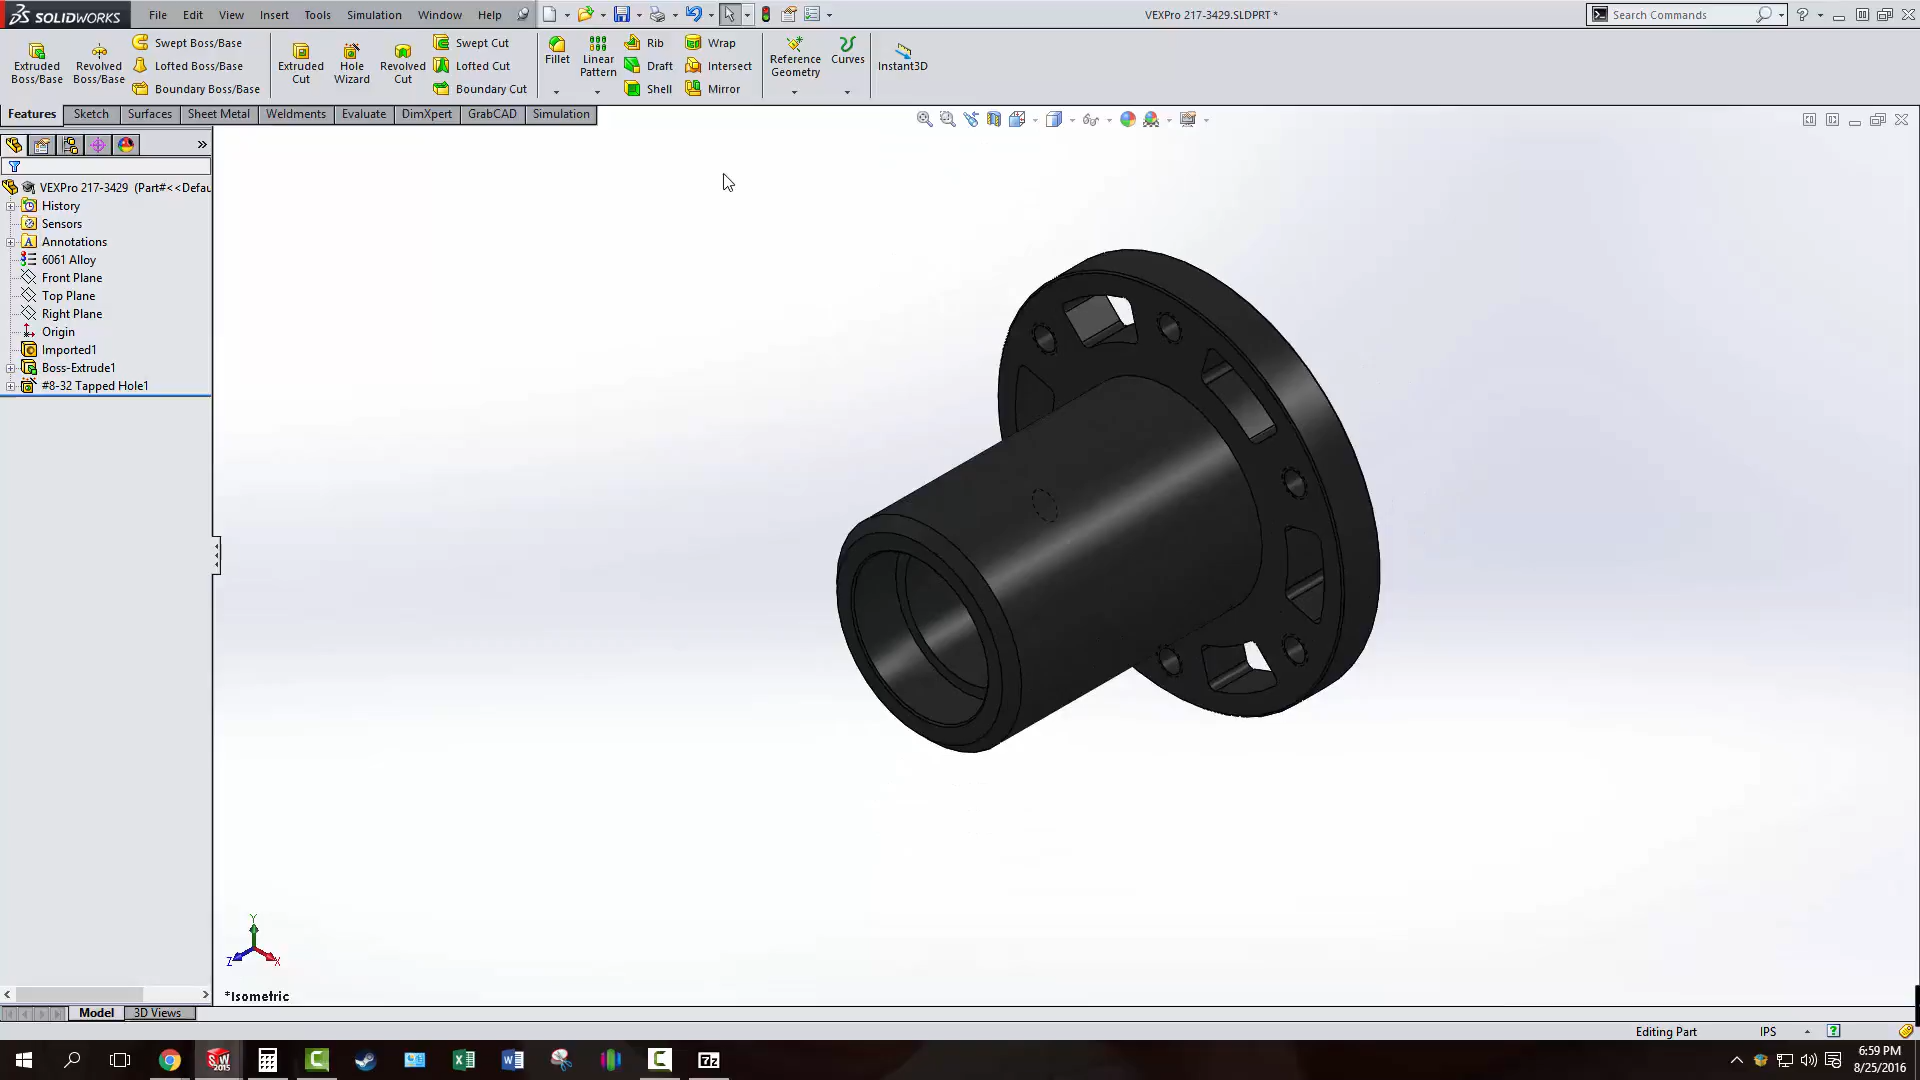 SOLIDWORKS File Edit View Insert Tools Simulation Window Help VEXPro 217-3429.SLDPRT * Search Commands
Extruded Boss/Base
Revolved Boss/Base
Swept Boss/Base
Lofted Boss/Base
Boundary Boss/Base
Extruded Cut
Hole Wizard
Revolved Cut
Swept Cut
Lofted Cut
Boundary Cut
Fillet
Linear Pattern
Rib
Draft
Shell
Wrap
Intersect
Mirror
Reference Geometry
Curves
Instant3D
Features Sketch Surfaces Sheet Metal Weldments Evaluate DimXpert GrabCAD Simulation
VEXPro 217-3429 (Part#<<Defau
History
Sensors
Annotations
6061 Alloy
Front Plane
Top Plane
Right Plane
Origin
Imported1
Boss-Extrude1
#8-32 Tapped Hole1
Y
Z X
*Isometric
Model 3D Views
Editing Part IPS
6:59 PM
8/25/2016